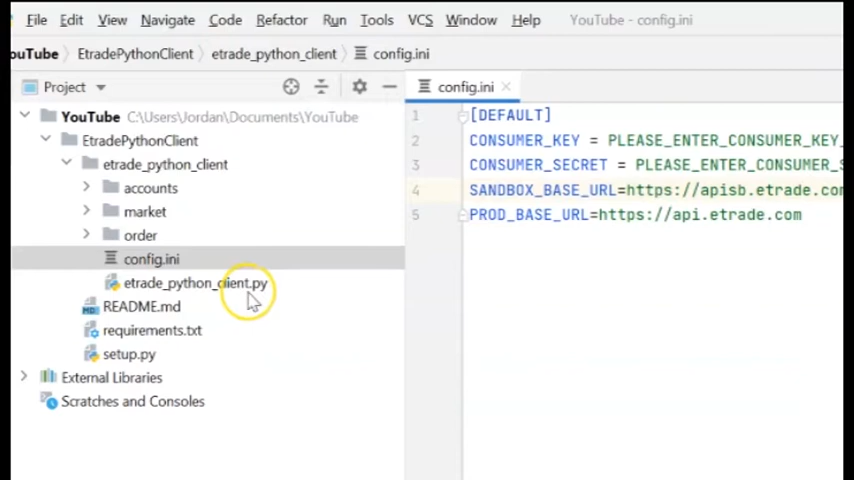 File Edit View Navigate Code Refactor Run Tools VCS Window Help YouTube - config.ini
ouTube EtradePythonClient etrade_python_client config.ini
Project
config.ini
YouTube C:\Users\Jordan\Documents\YouTube
EtradePythonClient
etrade_python_client
accounts
market
order
config.ini
etrade_python_client.py
MD README.md
requirements.txt
setup.py
External Libraries
Scratches and Consoles
1 [DEFAULT]
2 CONSUMER_KEY = PLEASE_ENTER_CONSUMER_KEY_
3 CONSUMER_SECRET = PLEASE_ENTER_CONSUMER_S
4 SANDBOX_BASE_URL=https://apisb.etrade.com
5 PROD_BASE_URL=https://api.etrade.com